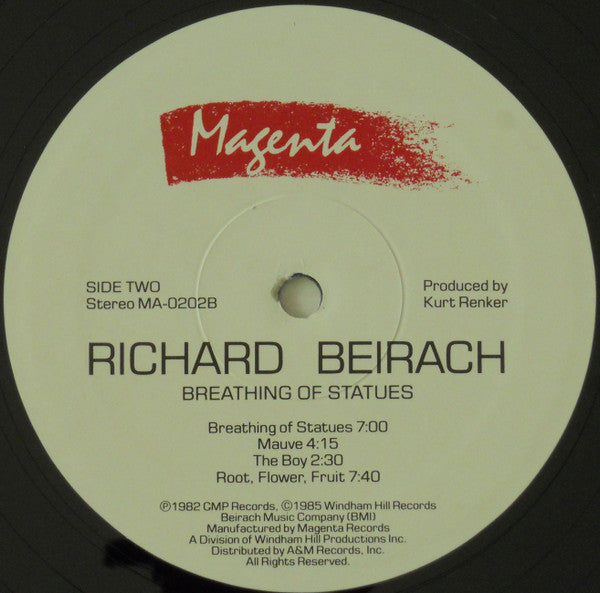 Magenta
SIDE TWO
Stereo MA-0202B
Produced by
Kurt Renker
RICHARD BEIRACH
BREATHING OF STATUES
Breathing of Statues 7:00
Mauve 4:15
The Boy 2:30
Root, Flower, Fruit 7:40
℗1982 CMP Records, ©1985 Windham Hill Records
Beirach Music Company (BMI)
Manufactured by Magenta Records
A Division of Windham Hill Productions Inc.
Distributed by A&M Records, Inc.
All Rights Reserved.